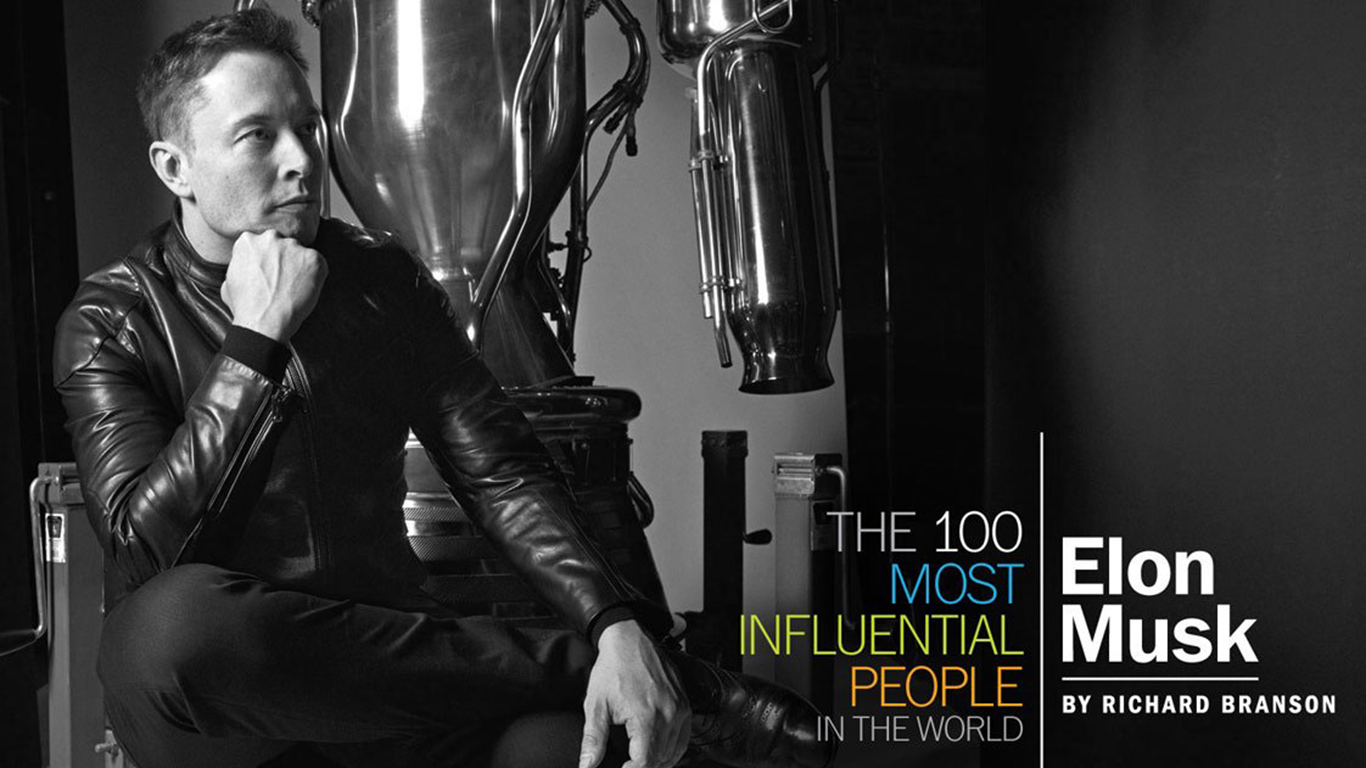 THE 100
MOST
INFLUENTIAL
PEOPLE
IN THE WORLD
Elon
Musk
BY RICHARD BRANSON